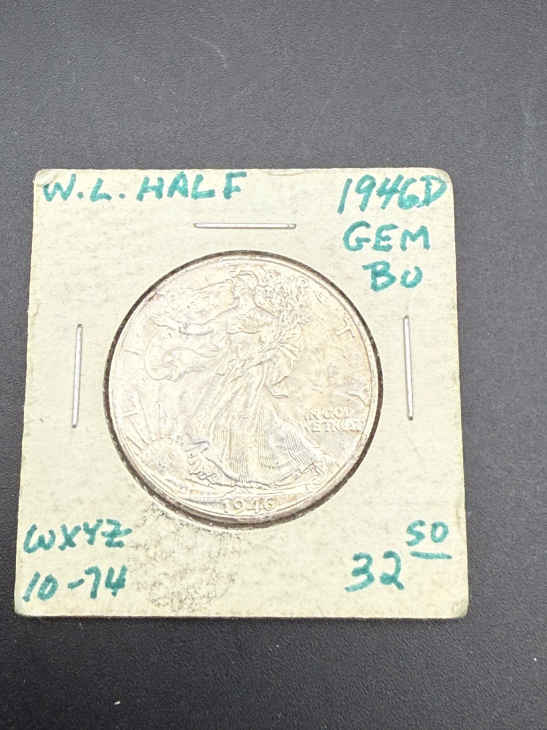 W.L. HALF
1946D
GEM
BU
IN GOD
WE TRUST
1946
WXYZ
10-74
32 50